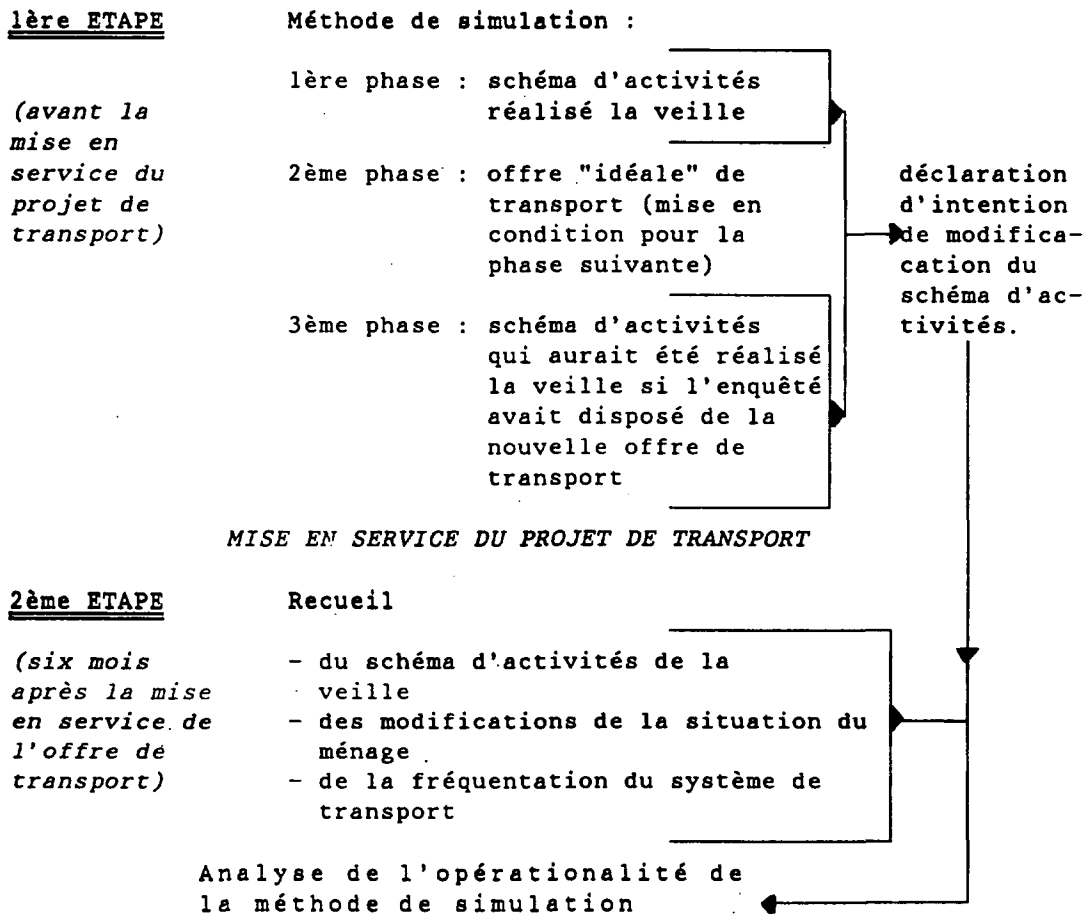 1ère ETAPE
Méthode de simulation :
(avant la
mise en
service du
projet de
transport)
1ère phase : schéma d'activités
réalisé la veille
2ème phase : offre "idéale" de
transport (mise en
condition pour la
phase suivante)
3ème phase : schéma d'activités
qui aurait été réalisé
la veille si l'enquêté
avait disposé de la
nouvelle offre de
transport
déclaration
d'intention
de modifica-
cation du
schéma d'ac-
tivités.
MISE EN SERVICE DU PROJET DE TRANSPORT
2ème ETAPE
Recueil
(six mois
après la mise
en service de
l'offre de
transport)
- du schéma d'activités de la
veille
- des modifications de la situation du
ménage
- de la fréquentation du système de
transport
Analyse de l'opérationalité de
la méthode de simulation